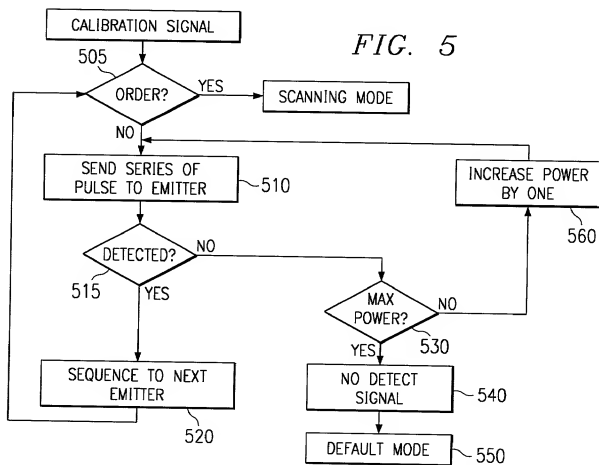 CALIBRATION SIGNAL
FIG. 5
505
ORDER?
YES
SCANNING MODE
NO
SEND SERIES OF
PULSE TO EMITTER
510
INCREASE POWER
BY ONE
560
DETECTED?
NO
515
YES
MAX
POWER?
NO
530
YES
SEQUENCE TO NEXT
EMITTER
520
NO DETECT
SIGNAL
540
DEFAULT MODE
550